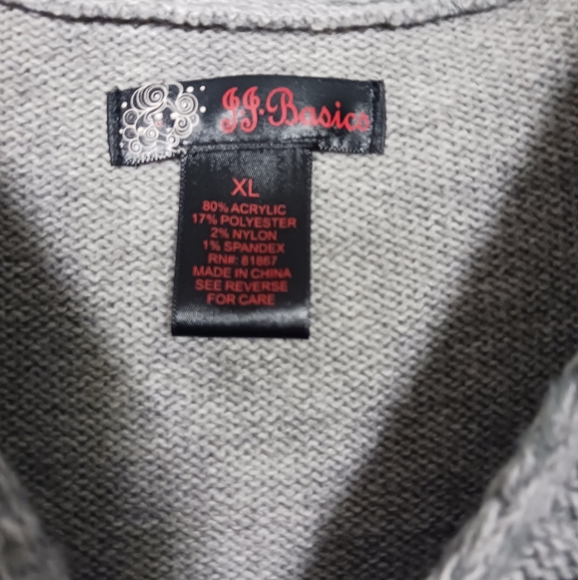 JJ.Basics
XL
80% ACRYLIC
17% POLYESTER
2% NYLON
1% SPANDEX
RN#: 81867
MADE IN CHINA
SEE REVERSE
FOR CARE